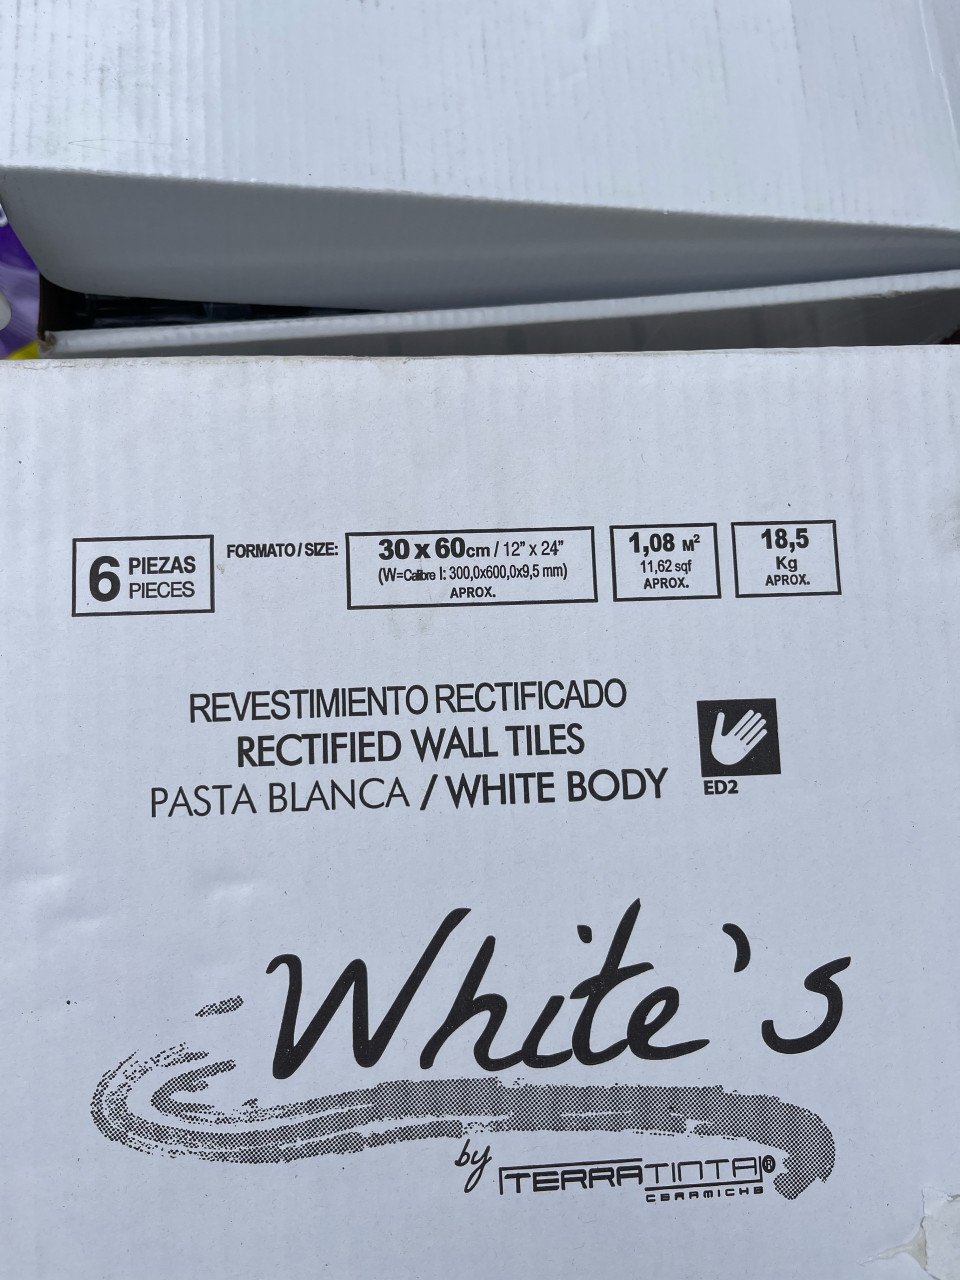 6 PIEZAS
PIECES
FORMATO / SIZE:
30 x 60cm / 12" x 24"
(W=Calibre I: 300,0x600,0x9,5 mm)
APROX.
1,08 M²
11,62 sqf
APROX.
18,5
Kg
APROX.
REVESTIMIENTO RECTIFICADO
RECTIFIED WALL TILES
PASTA BLANCA / WHITE BODY
ED2
White's
by TERRATINTA®
CERAMICHE